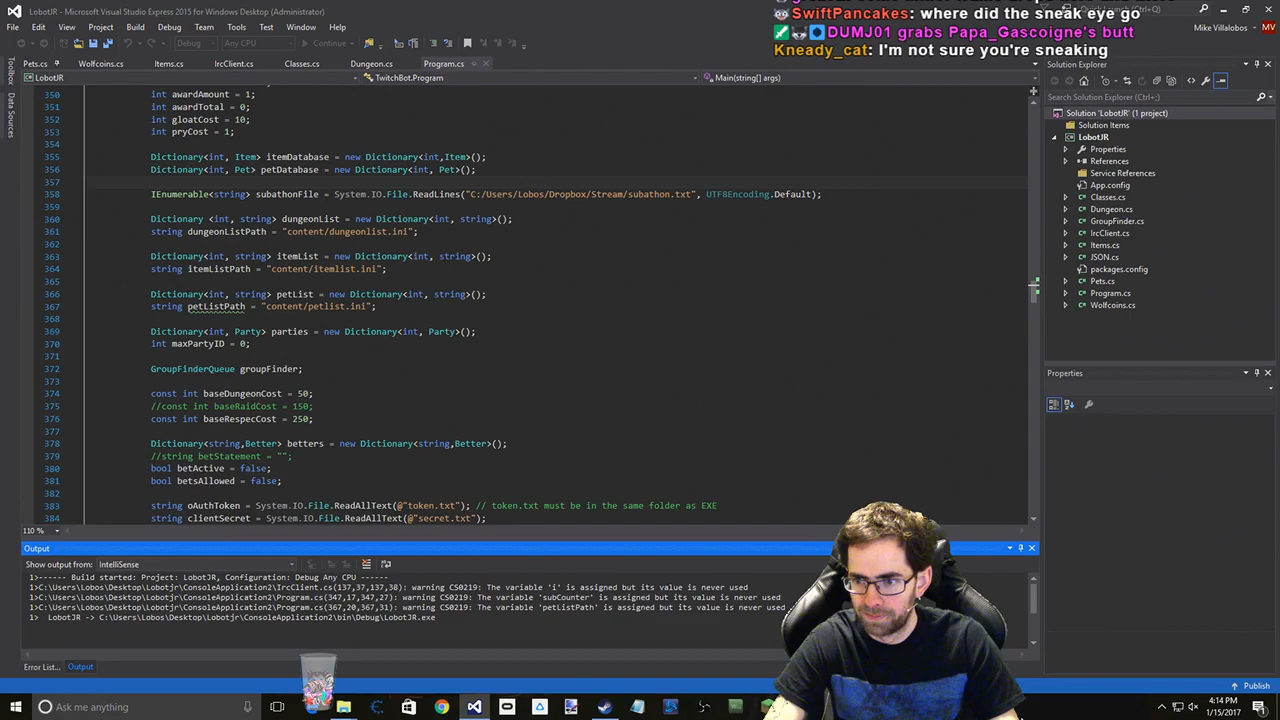 LobotJR - Microsoft Visual Studio Express 2015 for Windows Desktop (Administrator)
SwiftPancakes: where did the sneak eye go
DUMJ01 grabs Papa_Gascoigne's butt
Kneady_cat: I'm not sure you're sneaking
File Edit View Project Build Debug Team Tools Test Window Help
Mike Villalobos MV
Debug Any CPU Continue
Pets.cs Wolfcoins.cs Items.cs IrcClient.cs Classes.cs Dungeon.cs Program.cs
LobotJR TwitchBot.Program Main(string[] args)
Toolbox
Data Sources
350 int awardAmount = 1;
351 int awardTotal = 0;
352 int gloatCost = 10;
353 int pryCost = 1;
354
355 Dictionary<int, Item> itemDatabase = new Dictionary<int,Item>();
356 Dictionary<int, Pet> petDatabase = new Dictionary<int, Pet>();
357
358 IEnumerable<string> subathonFile = System.IO.File.ReadLines("C:/Users/Lobos/Dropbox/Stream/subathon.txt", UTF8Encoding.Default);
359
360 Dictionary <int, string> dungeonList = new Dictionary<int, string>();
361 string dungeonListPath = "content/dungeonlist.ini";
362
363 Dictionary<int, string> itemList = new Dictionary<int, string>();
364 string itemListPath = "content/itemlist.ini";
365
366 Dictionary<int, string> petList = new Dictionary<int, string>();
367 string petListPath = "content/petlist.ini";
368
369 Dictionary<int, Party> parties = new Dictionary<int, Party>();
370 int maxPartyID = 0;
371
372 GroupFinderQueue groupFinder;
373
374 const int baseDungeonCost = 50;
375 //const int baseRaidCost = 150;
376 const int baseRespecCost = 250;
377
378 Dictionary<string,Better> betters = new Dictionary<string,Better>();
379 //string betStatement = "";
380 bool betActive = false;
381 bool betsAllowed = false;
382
383 string oAuthToken = System.IO.File.ReadAllText(@"token.txt"); // token.txt must be in the same folder as EXE
384 string clientSecret = System.IO.File.ReadAllText(@"secret.txt");
110 %
Solution Explorer
Search Solution Explorer (Ctrl+;)
Solution 'LobotJR' (1 project)
Solution Items
LobotJR
Properties
References
Service References
App.config
Classes.cs
Dungeon.cs
GroupFinder.cs
IrcClient.cs
Items.cs
JSON.cs
packages.config
Pets.cs
Program.cs
Wolfcoins.cs
Properties
Output
Show output from: IntelliSense
1>------ Build started: Project: LobotJR, Configuration: Debug Any CPU ------
1>C:\Users\Lobos\Desktop\Lobotjr\ConsoleApplication2\IrcClient.cs(137,37,137,38): warning CS0219: The variable 'i' is assigned but its value is never used
1>C:\Users\Lobos\Desktop\Lobotjr\ConsoleApplication2\Program.cs(347,17,347,27): warning CS0219: The variable 'subCounter' is assigned but its value is never used
1>C:\Users\Lobos\Desktop\Lobotjr\ConsoleApplication2\Program.cs(367,20,367,31): warning CS0219: The variable 'petListPath' is assigned but its value is never used
1> LobotJR -> C:\Users\Lobos\Desktop\Lobotjr\ConsoleApplication2\bin\Debug\LobotJR.exe
Error List... Output
Publish
Ask me anything
4:14 PM
1/15/2017